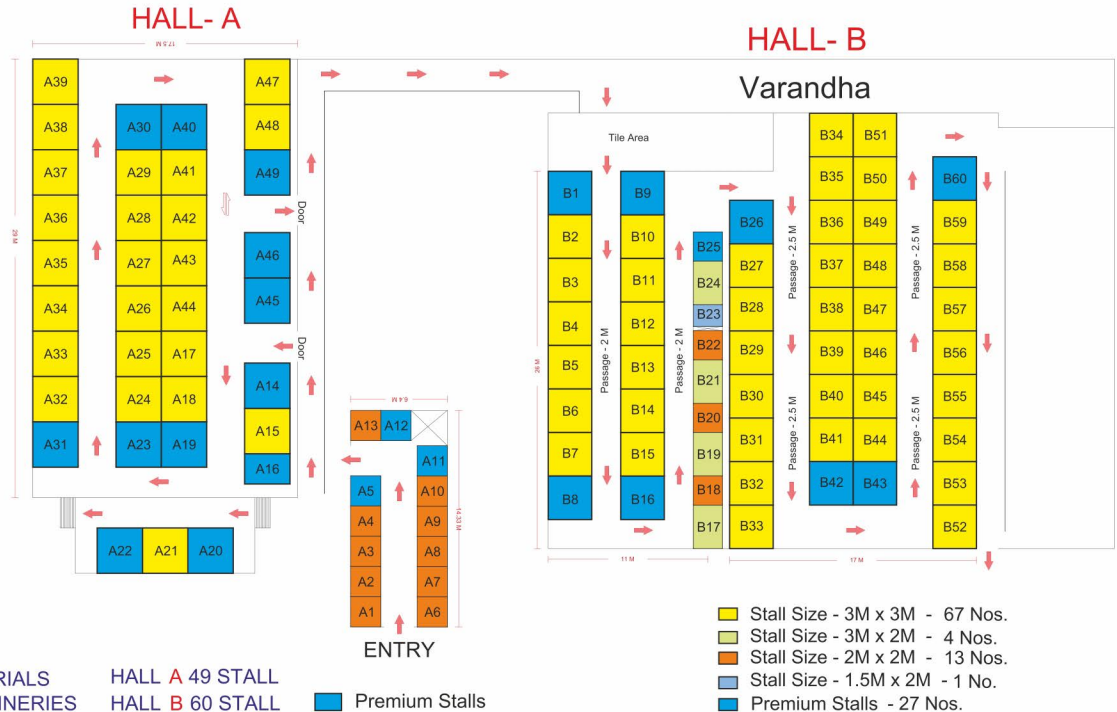 HALL- A
17.5 M
29 M
A39
A38
A37
A36
A35
A34
A33
A32
A31
A30 A40
A29 A41
A28 A42
A27 A43
A26 A44
A25 A17
A24 A18
A23 A19
A47
A48
A49
Door
A46
A45
Door
A14
A15
A16
A22 A21 A20
6.4 M
14.33 M
A13 A12
A11
A5 A10
A4 A9
A3 A8
A2 A7
A1 A6
ENTRY
HALL- B
Varandha
Tile Area
26 M
B1
B2
B3
B4
B5
B6
B7
B8
Passage - 2 M
B9
B10
B11
B12
B13
B14
B15
B16
Passage - 2 M
B25
B24
B23
B22
B21
B20
B19
B18
B17
B26
B27
B28
B29
B30
B31
B32
B33
Passage - 2.5 M
Passage - 2.5 M
B34 B51
B35 B50
B36 B49
B37 B48
B38 B47
B39 B46
B40 B45
B41 B44
B42 B43
Passage - 2.5 M
Passage - 2.5 M
B60
B59
B58
B57
B56
B55
B54
B53
B52
11 M
17 M
Stall Size - 3M x 3M - 67 Nos.
Stall Size - 3M x 2M - 4 Nos.
Stall Size - 2M x 2M - 13 Nos.
Stall Size - 1.5M x 2M - 1 No.
Premium Stalls - 27 Nos.
RIALS HALL A 49 STALL
INERIES HALL B 60 STALL
Premium Stalls